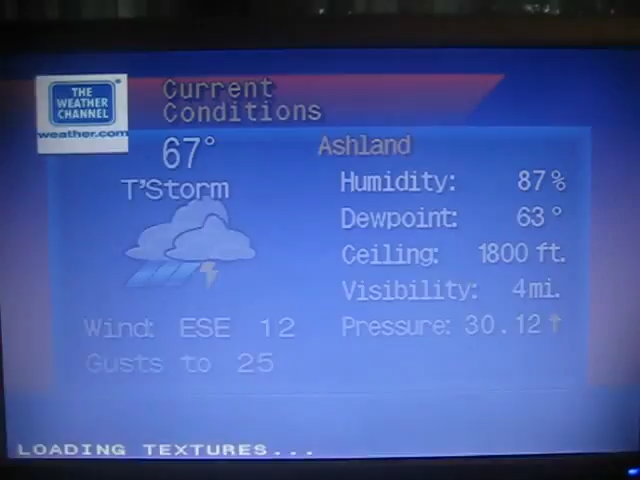 THE
WEATHER
CHANNEL
weather.com
Current
Conditions
67°
T'Storm
Wind: ESE 12
Gusts to 25
Ashland
Humidity: 87%
Dewpoint: 63°
Ceiling: 1800 ft.
Visibility: 4mi.
Pressure: 30.12↑
LOADING TEXTURES...